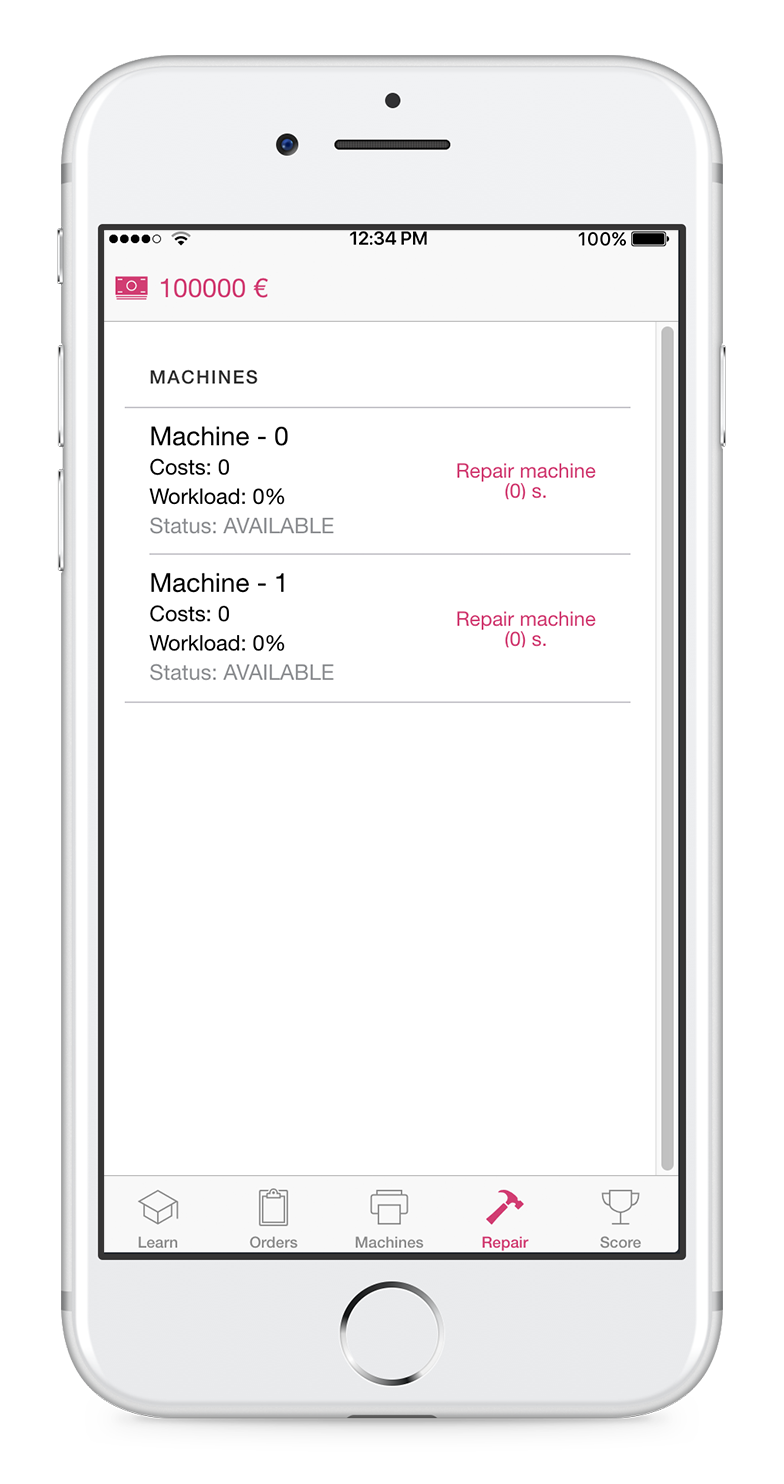 12:34 PM
100%
100000 €
MACHINES
Machine - 0
Costs: 0
Workload: 0%
Status: AVAILABLE
Repair machine
(0) s.
Machine - 1
Costs: 0
Workload: 0%
Status: AVAILABLE
Repair machine
(0) s.
Learn
Orders
Machines
Repair
Score